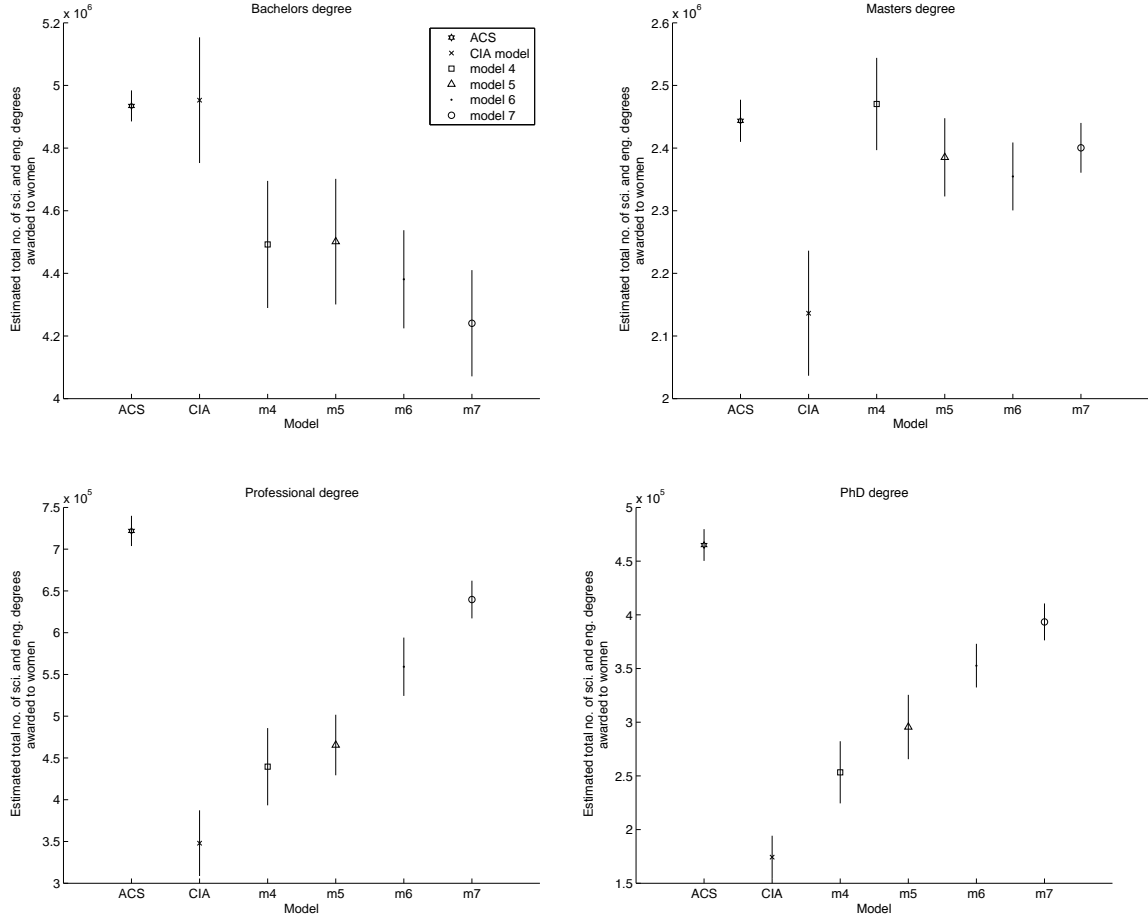 Bachelors degree
x 10^6
5.2
5
4.8
4.6
4.4
4.2
4
Estimated total no. of sci. and eng. degrees
awarded to women
ACS
CIA model
model 4
model 5
model 6
model 7
ACS CIA m4 m5 m6 m7
Model
Masters degree
x 10^6
2.6
2.5
2.4
2.3
2.2
2.1
2
Estimated total no. of sci. and eng. degrees
awarded to women
ACS CIA m4 m5 m6 m7
Model
Professional degree
x 10^5
7.5
7
6.5
6
5.5
5
4.5
4
3.5
3
Estimated total no. of sci. and eng. degrees
awarded to women
ACS CIA m4 m5 m6 m7
Model
PhD degree
x 10^5
5
4.5
4
3.5
3
2.5
2
1.5
Estimated total no. of sci. and eng. degrees
awarded to women
ACS CIA m4 m5 m6 m7
Model